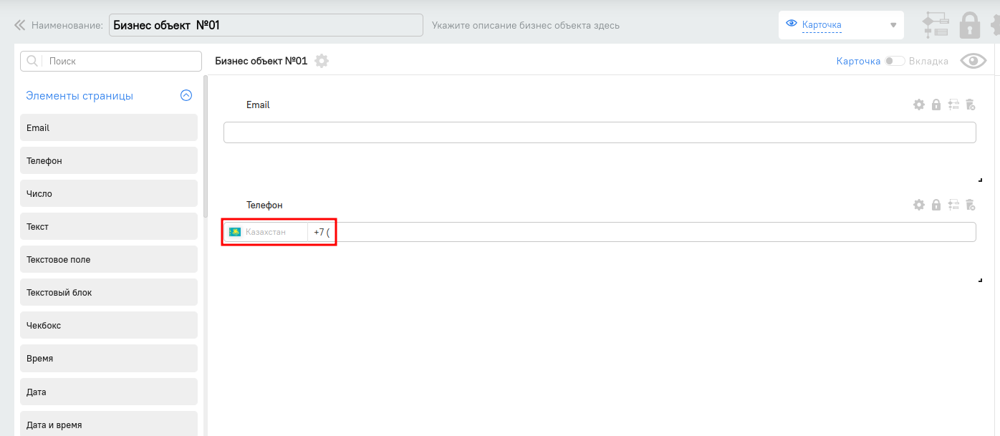 Наименование: Бизнес объект №01 Укажите описание бизнес объекта здесь Карточка
Поиск Бизнес объект №01 Карточка Вкладка
Элементы страницы
Email
Телефон
Число
Текст
Текстовое поле
Текстовый блок
Чекбокс
Время
Дата
Дата и время
Email
Телефон
Казахстан +7 (